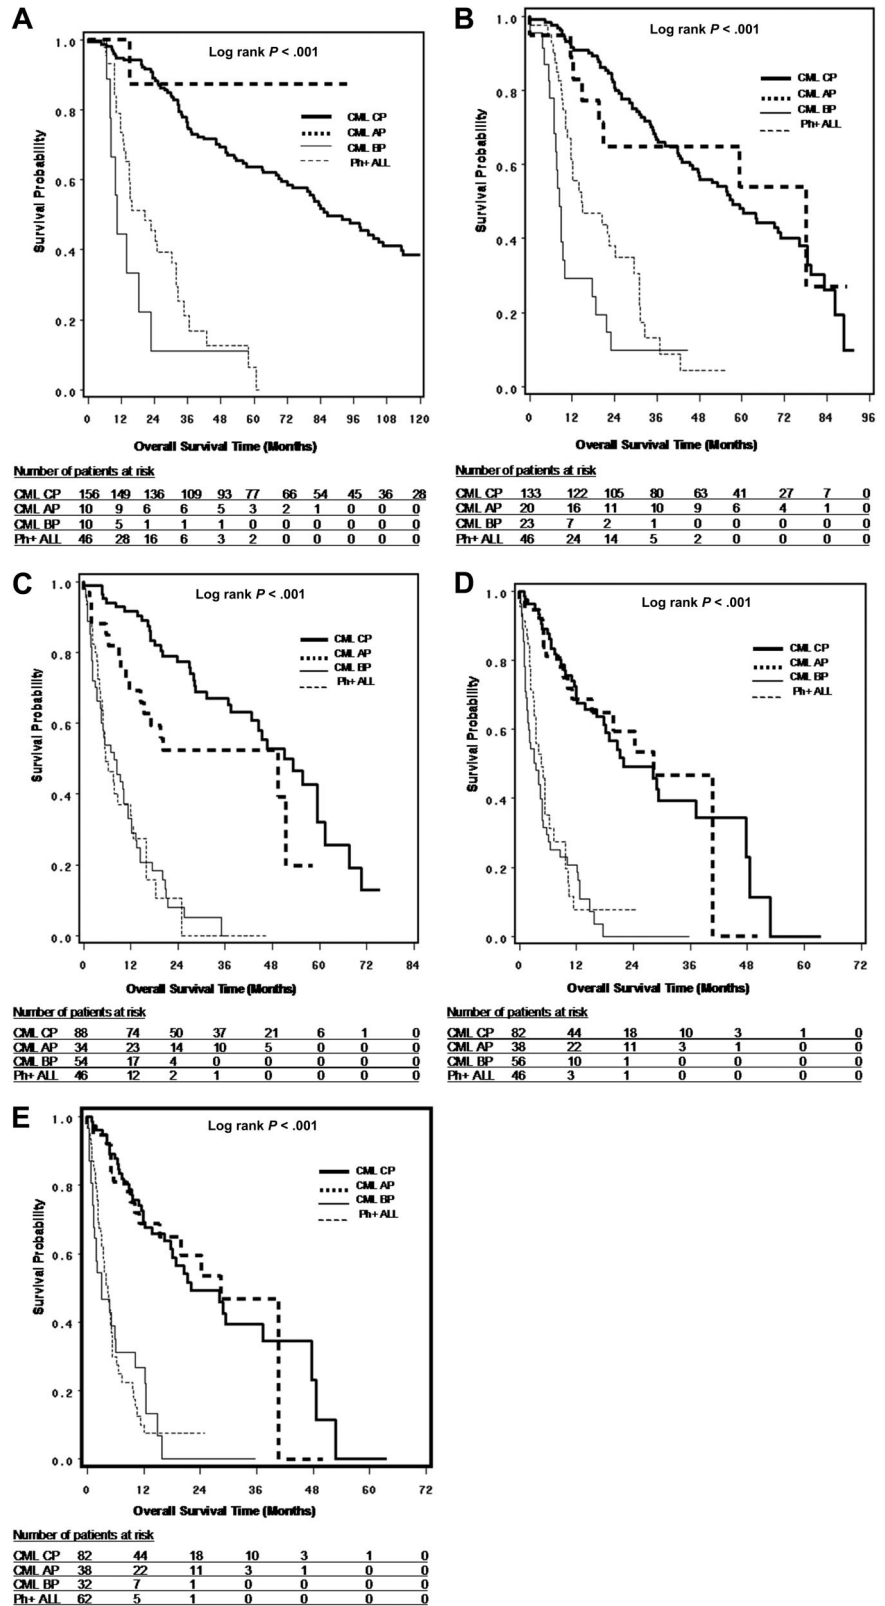 A
Log rank P < .001
CML CP
CML AP
CML BP
Ph+ ALL
Survival Probability
1.0
0.8
0.6
0.4
0.2
0.0
0 12 24 36 48 60 72 84 96 108 120
Overall Survival Time (Months)
Number of patients at risk
CML CP 156 149 136 109 93 77 66 54 45 36 28
CML AP 10 9 6 6 5 3 2 1 0 0 0
CML BP 10 5 1 1 1 0 0 0 0 0 0
Ph+ ALL 46 28 16 6 3 2 0 0 0 0 0
B
Log rank P < .001
CML CP
CML AP
CML BP
Ph+ ALL
Survival Probability
1.0
0.8
0.6
0.4
0.2
0.0
0 12 24 36 48 60 72 84 96
Overall Survival Time (Months)
Number of patients at risk
CML CP 133 122 105 80 63 41 27 7 0
CML AP 20 16 11 10 9 6 4 1 0
CML BP 23 7 2 1 0 0 0 0 0
Ph+ ALL 46 24 14 5 2 0 0 0 0
C
Log rank P < .001
CML CP
CML AP
CML BP
Ph+ ALL
Survival Probability
1.0
0.8
0.6
0.4
0.2
0.0
0 12 24 36 48 60 72 84
Overall Survival Time (Months)
Number of patients at risk
CML CP 88 74 50 37 21 6 1 0
CML AP 34 23 14 10 5 0 0 0
CML BP 54 17 4 0 0 0 0 0
Ph+ ALL 46 12 2 1 0 0 0 0
D
Log rank P < .001
CML CP
CML AP
CML BP
Ph+ ALL
Survival Probability
1.0
0.8
0.6
0.4
0.2
0.0
0 12 24 36 48 60 72
Overall Survival Time (Months)
Number of patients at risk
CML CP 82 44 18 10 3 1 0
CML AP 38 22 11 3 1 0 0
CML BP 56 10 1 0 0 0 0
Ph+ ALL 46 3 1 0 0 0 0
E
Log rank P < .001
CML CP
CML AP
CML BP
Ph+ ALL
Survival Probability
1.0
0.8
0.6
0.4
0.2
0.0
0 12 24 36 48 60 72
Overall Survival Time (Months)
Number of patients at risk
CML CP 82 44 18 10 3 1 0
CML AP 38 22 11 3 1 0 0
CML BP 32 7 1 0 0 0 0
Ph+ ALL 62 5 1 0 0 0 0